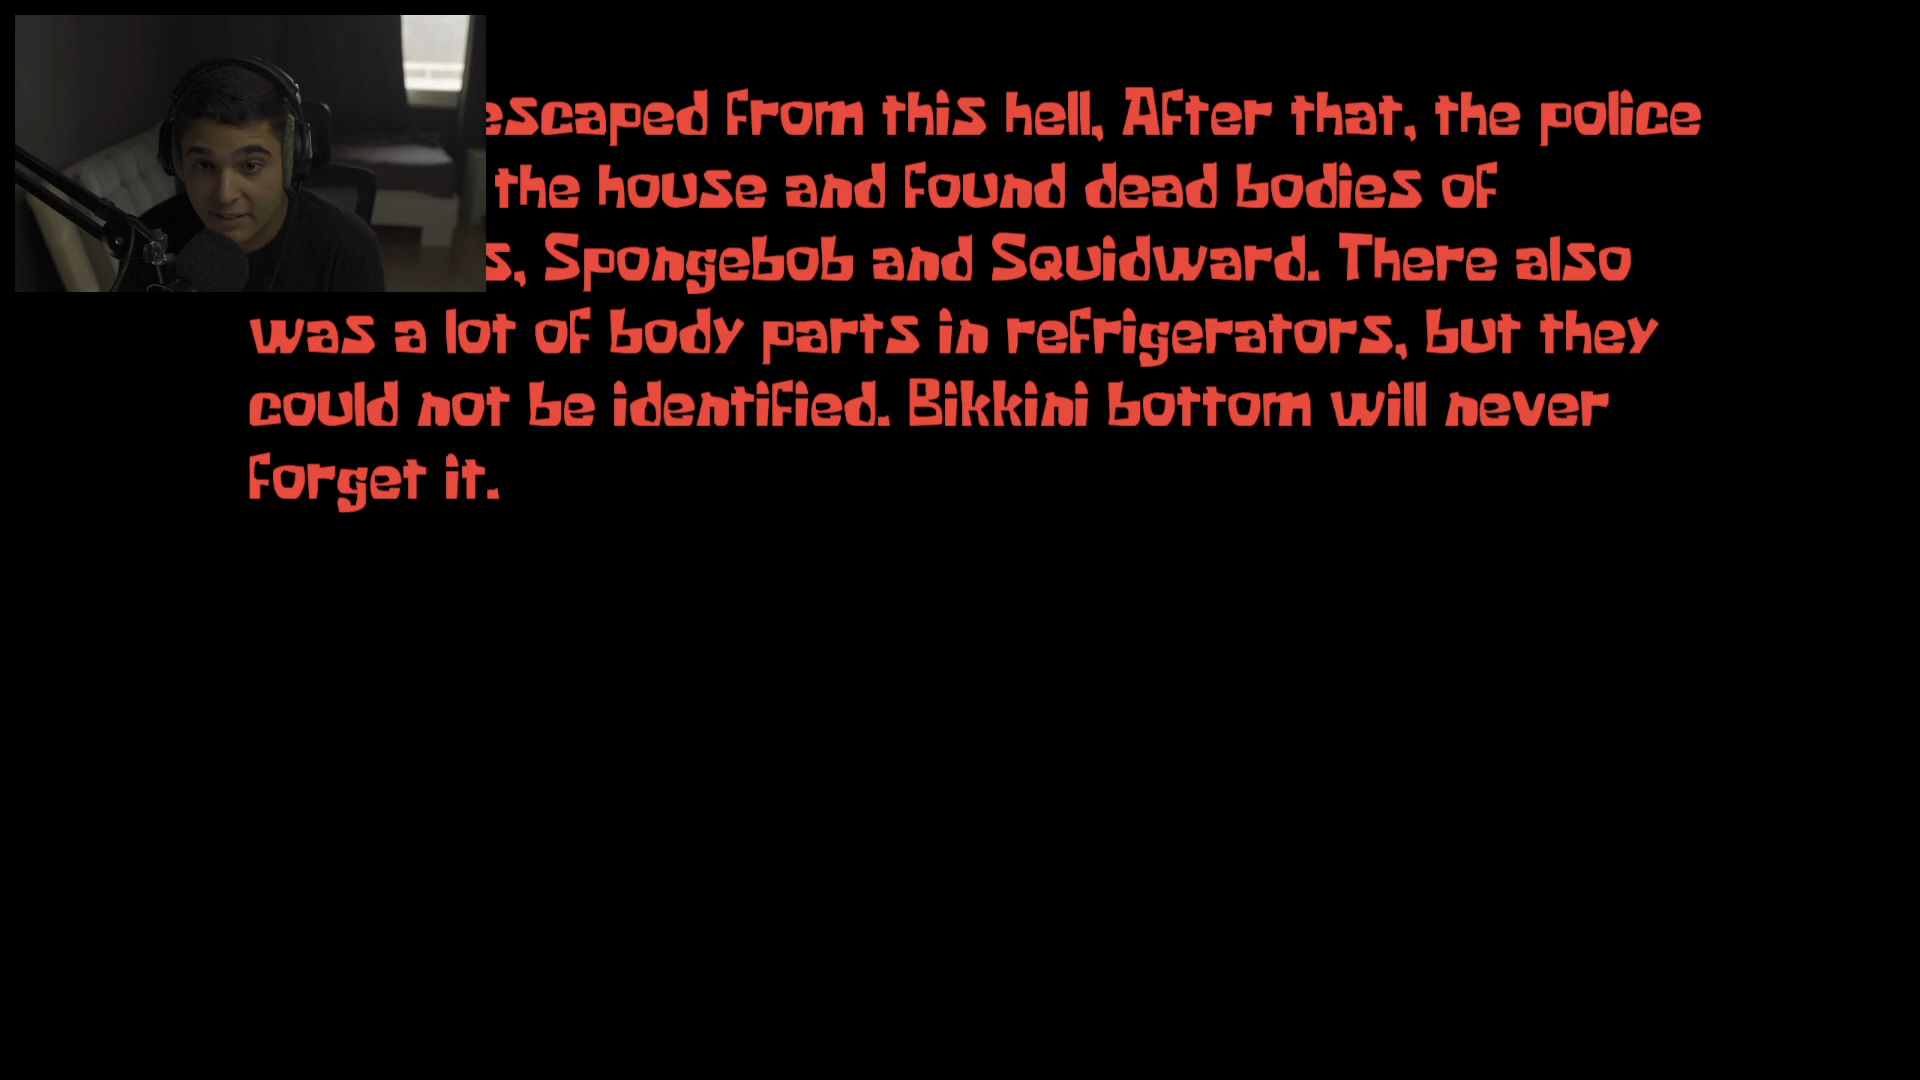 escaped from this hell, After that, the police
the house and found dead bodies of
Spongebob and Squidward. There also
was a lot of body parts in refrigerators, but they
could not be identified. Bikkini bottom will never
forget it.